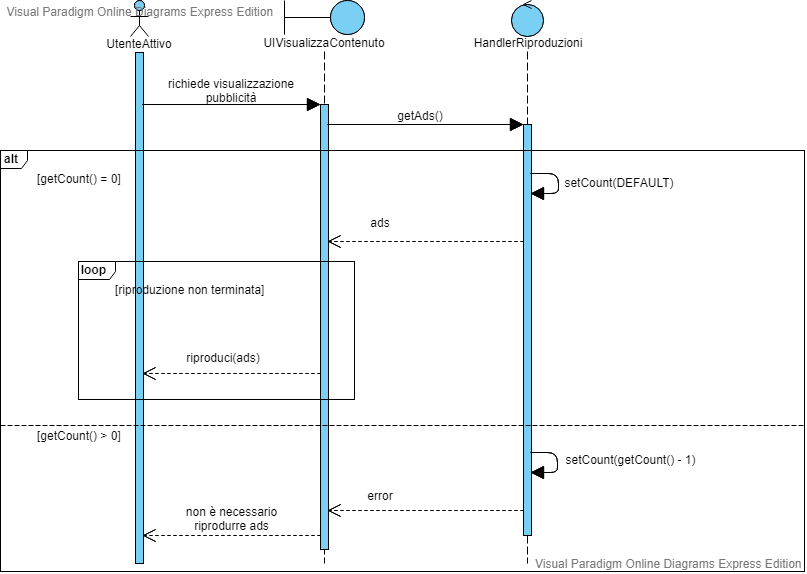 Visual Paradigm Online Diagrams Express Edition
UtenteAttivo
UIVisualizzaContenuto
HandlerRiproduzioni
richiede visualizzazione
pubblicità
getAds()
alt
[getCount() = 0]
setCount(DEFAULT)
ads
loop
[riproduzione non terminata]
riproduci(ads)
[getCount() > 0]
setCount(getCount() - 1)
error
non è necessario
riprodurre ads
Visual Paradigm Online Diagrams Express Edition